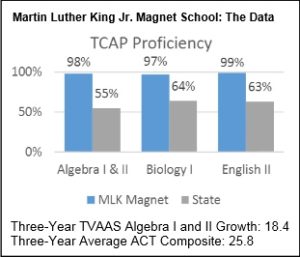 Martin Luther King Jr. Magnet School: The Data
TCAP Proficiency
98% 97% 99%
100%
55% 64% 63%
50%
0%
Algebra I & II Biology I English II
MLK Magnet State
Three-Year TVAAS Algebra I and II Growth: 18.4
Three-Year Average ACT Composite: 25.8